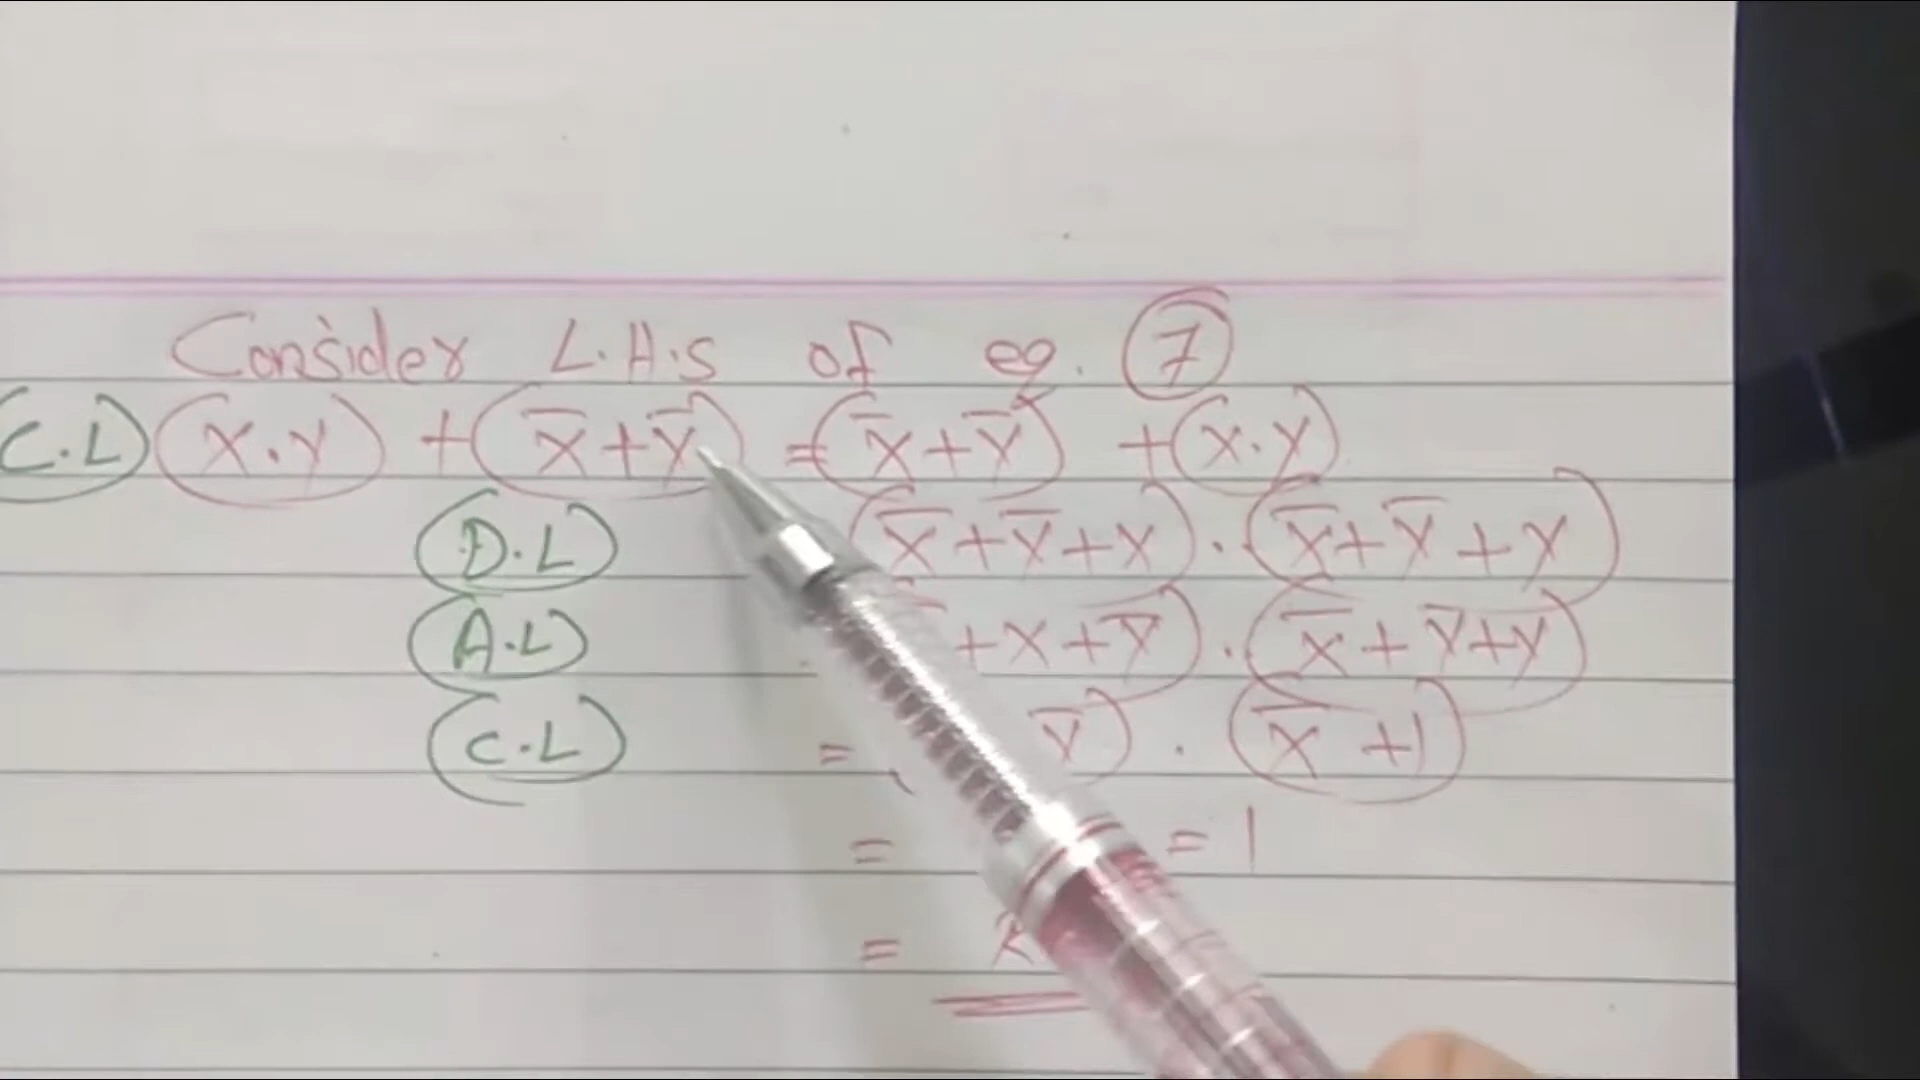 Consider L.H.S of eq. 7
C.L (X.Y) + (X̅+Y̅) = (X̅+Y̅) + (X.Y)
D.L (X̅+Y̅+X) . (X̅+Y̅+Y)
A.L +X+Y̅) . (X̅+Y̅+Y)
C.L = Y̅) . (X̅+1)
= = 1
=